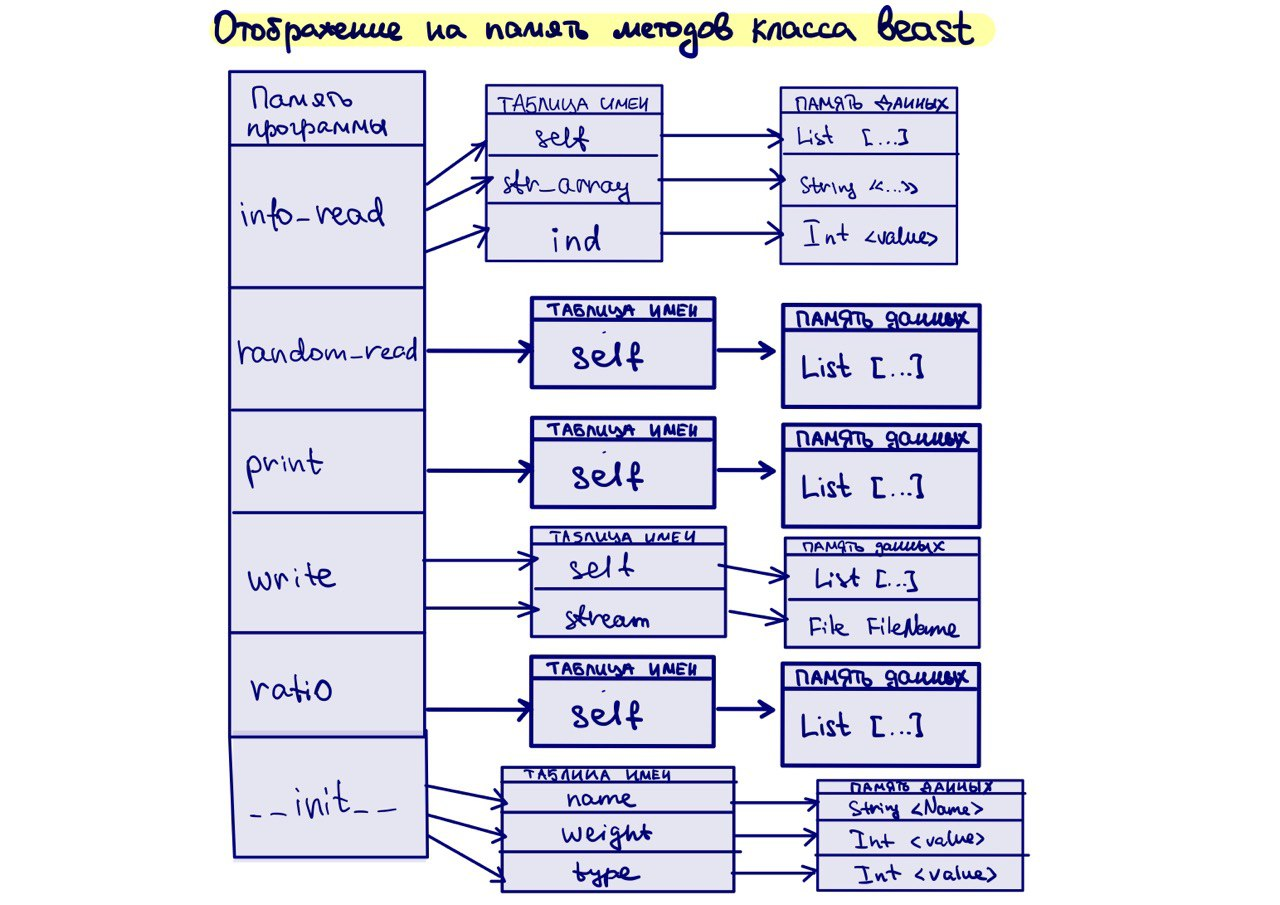 Отображение на память методов класса beast
Память
программы
info_read
random_read
print
write
ratio
__init__
ТАБЛИЦА ИМЕН
self
str_array
ind
ПАМЯТЬ ДАННЫХ
List [...]
String «...»
Int <value>
ТАБЛИЦА ИМЕН
self
ПАМЯТЬ данных
List [...]
ТАБЛИЦА ИМЕН
self
ПАМЯТЬ данных
List [...]
ТАБЛИЦА ИМЕН
self
stream
ПАМЯТЬ данных
List [...]
File FileName
ТАБЛИЦА ИМЕН
self
ПАМЯТЬ данных
List [...]
ТАБЛИЦА ИМЕН
name
weight
type
ПАМЯТЬ ДАННЫХ
String <Name>
Int <value>
Int <value>